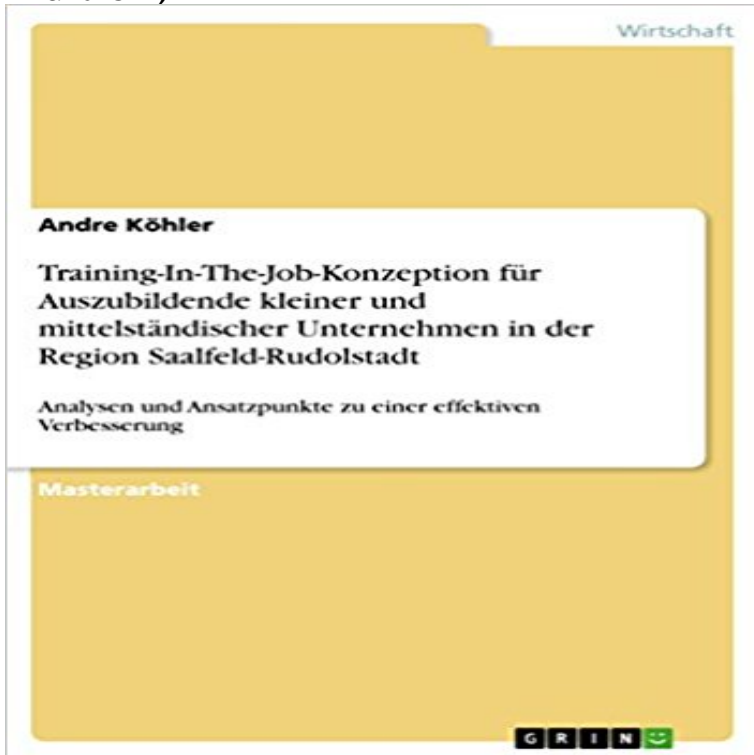 Wirtschaft
Andre Köhler
Training-In-The-Job-Konzeption für
Auszubildende kleiner und
mittelständischer Unternehmen in der
Region Saalfeld-Rudolstadt
Analysen und Ansatzpunkte zu einer effektiven
Verbesserung
Masterarbeit
GRIN